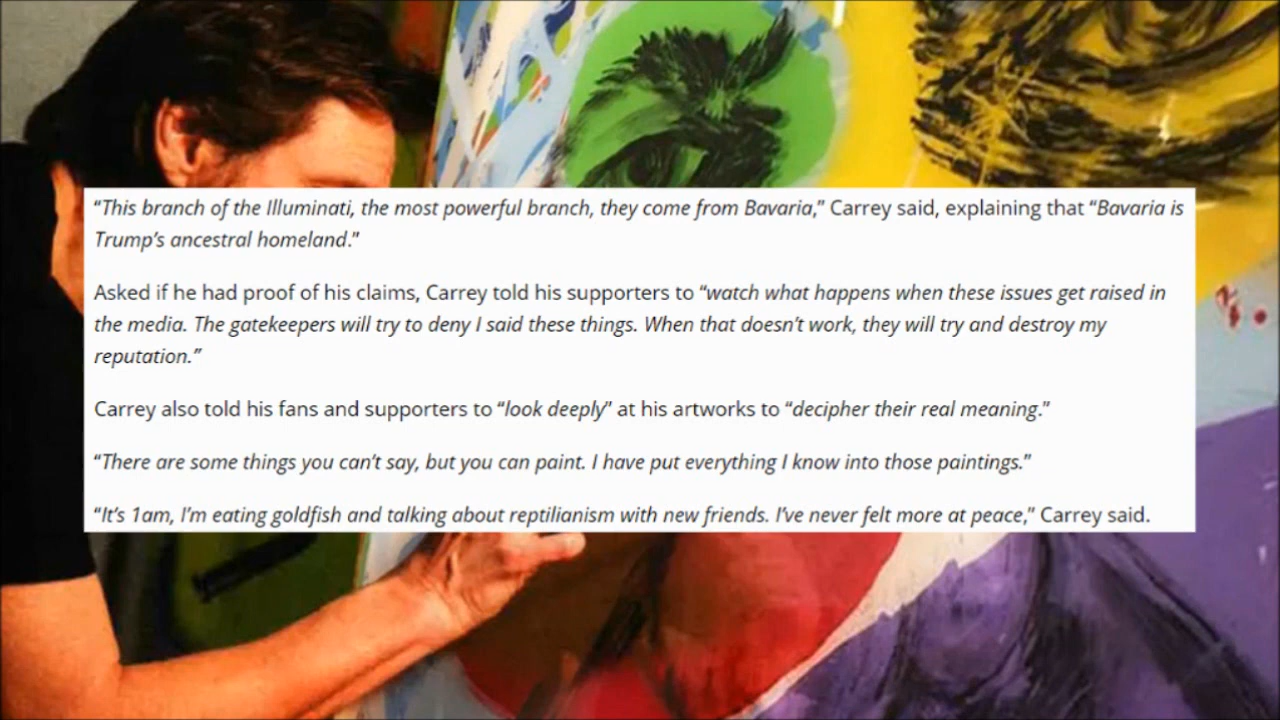 “This branch of the Illuminati, the most powerful branch, they come from Bavaria,” Carrey said, explaining that “Bavaria is
Trump’s ancestral homeland.”
Asked if he had proof of his claims, Carrey told his supporters to “watch what happens when these issues get raised in
the media. The gatekeepers will try to deny I said these things. When that doesn’t work, they will try and destroy my
reputation.”
Carrey also told his fans and supporters to “look deeply” at his artworks to “decipher their real meaning.”
“There are some things you can’t say, but you can paint. I have put everything I know into those paintings.”
“It’s 1am, I’m eating goldfish and talking about reptilianism with new friends. I’ve never felt more at peace,” Carrey said.